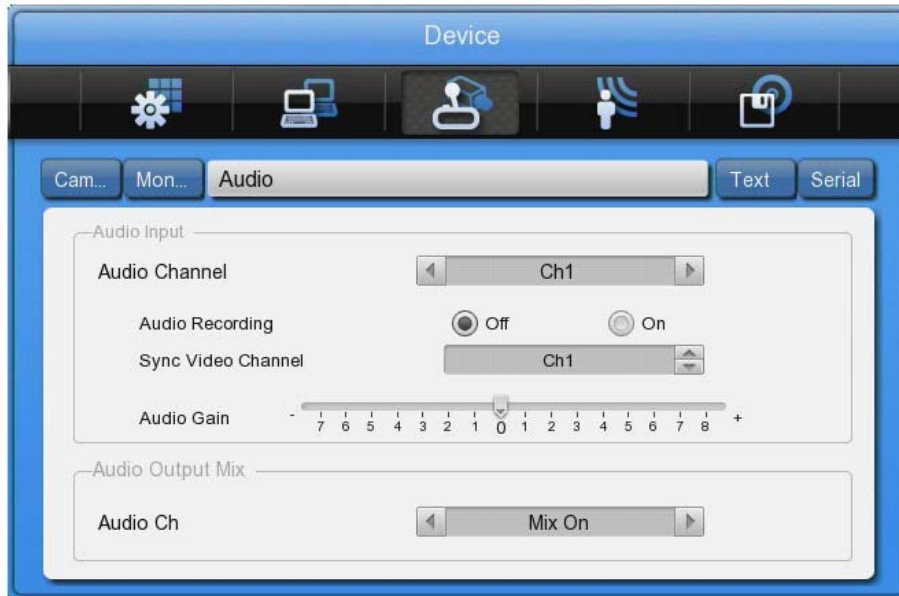 Device
Cam... Mon... Audio Text Serial
Audio Input
Audio Channel Ch1
Audio Recording Off On
Sync Video Channel Ch1
Audio Gain - 7 6 5 4 3 2 1 0 1 2 3 4 5 6 7 8 +
Audio Output Mix
Audio Ch Mix On